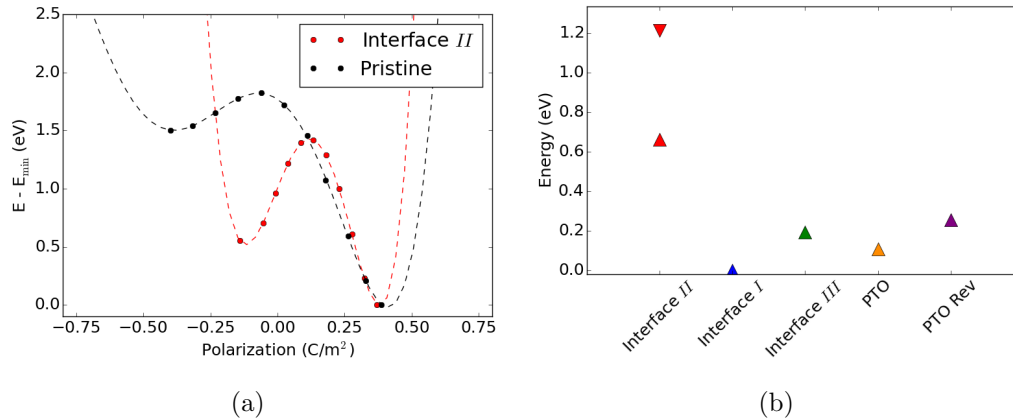 2.5
2.0
1.5
1.0
0.5
0.0
E - Emin (eV)
Interface II
Pristine
−0.75 −0.50 −0.25 0.00 0.25 0.50 0.75
Polarization (C/m²)
(a)
1.2
1.0
0.8
0.6
0.4
0.2
0.0
Energy (eV)
Interface II
Interface I
Interface III
PTO
PTO Rev
(b)